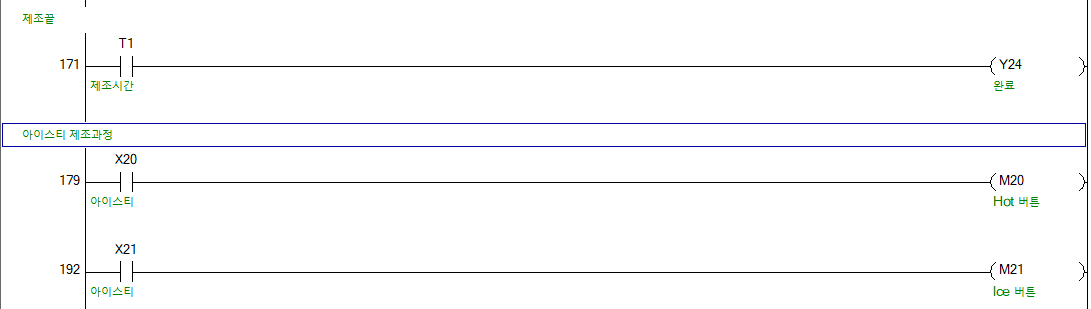 제조끝
T1
171 Y24
제조시간 완료
아이스티 제조과정
X20
179 M20
아이스티 Hot 버튼
X21
192 M21
아이스티 Ice 버튼